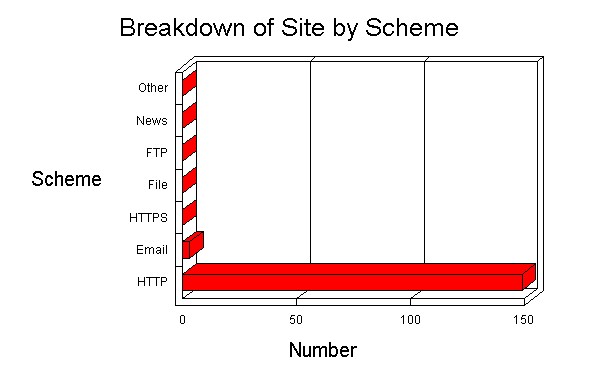 Breakdown of Site by Scheme
Other
News
FTP
File
HTTPS
Email
HTTP
Scheme
0 50 100 150
Number